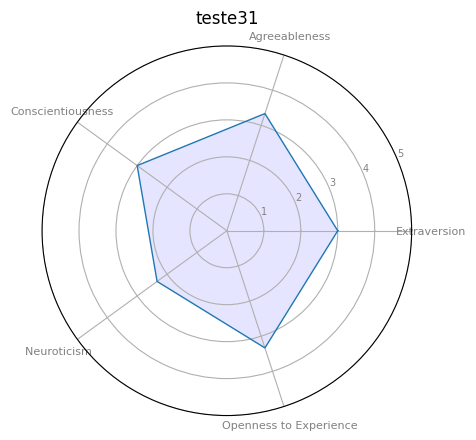 teste31
Agreeableness
Conscientiousness
5
4
3
2
1
Extraversion
Neuroticism
Openness to Experience